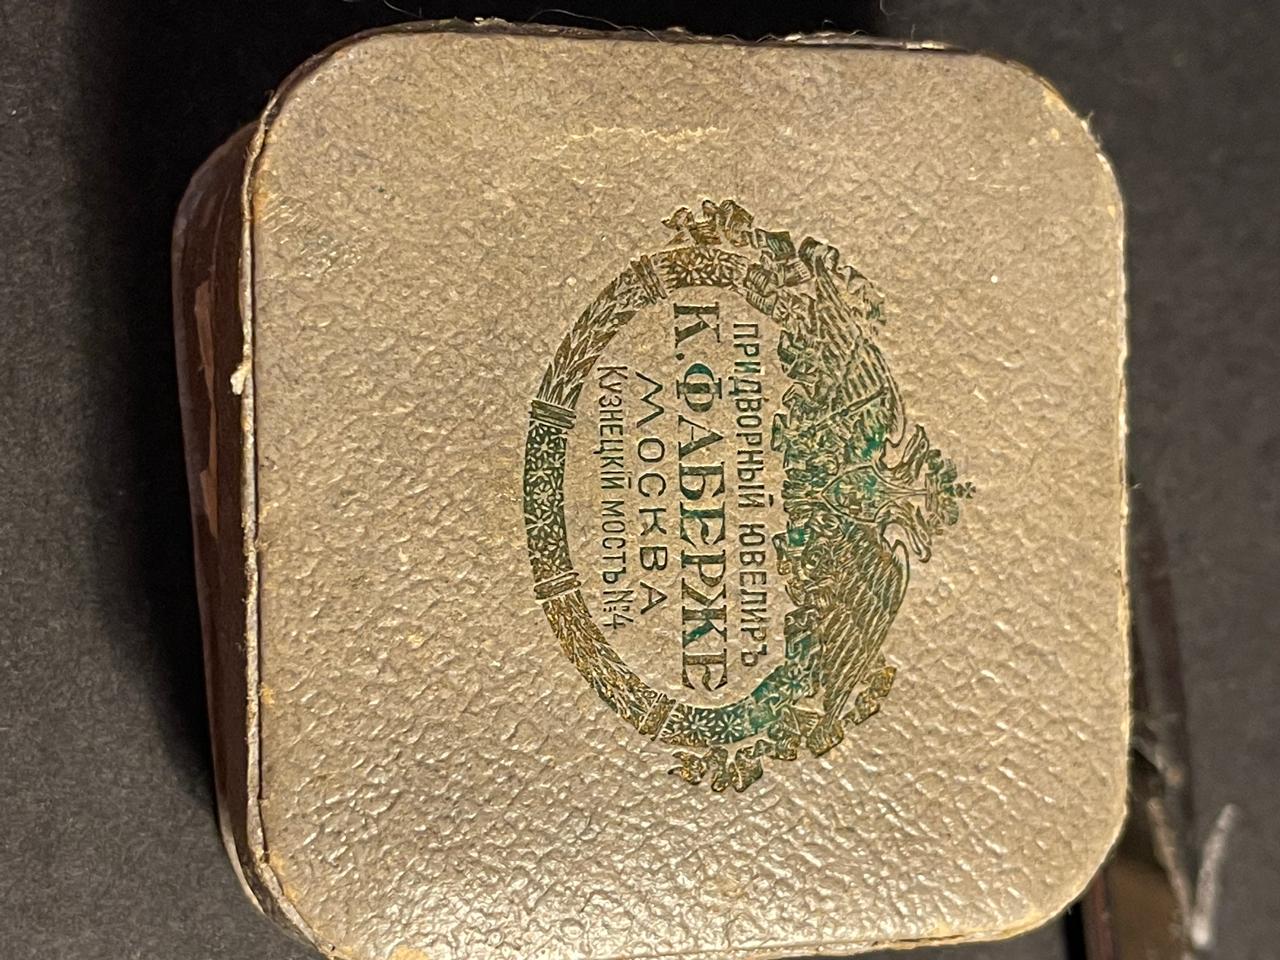 ПРИДВОРНЫЙ ЮВЕЛИРЪ
К. ФАБЕРЖЕ
МОСКВА
КУЗНЕЦКІЙ МОСТЪ №4